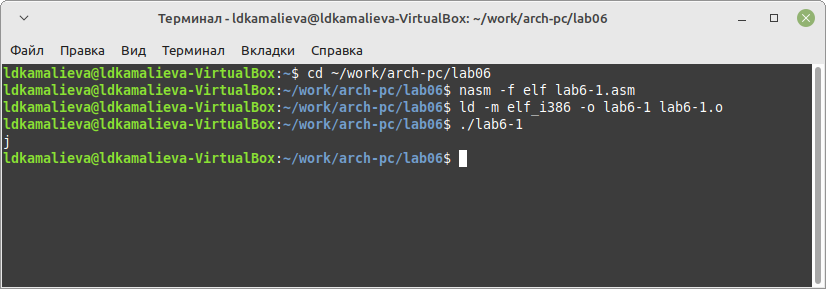 Терминал - ldkamalieva@ldkamalieva-VirtualBox: ~/work/arch-pc/lab06
Файл Правка Вид Терминал Вкладки Справка
ldkamalieva@ldkamalieva-VirtualBox:~$ cd ~/work/arch-pc/lab06
ldkamalieva@ldkamalieva-VirtualBox:~/work/arch-pc/lab06$ nasm -f elf lab6-1.asm
ldkamalieva@ldkamalieva-VirtualBox:~/work/arch-pc/lab06$ ld -m elf_i386 -o lab6-1 lab6-1.o
ldkamalieva@ldkamalieva-VirtualBox:~/work/arch-pc/lab06$ ./lab6-1
j
ldkamalieva@ldkamalieva-VirtualBox:~/work/arch-pc/lab06$